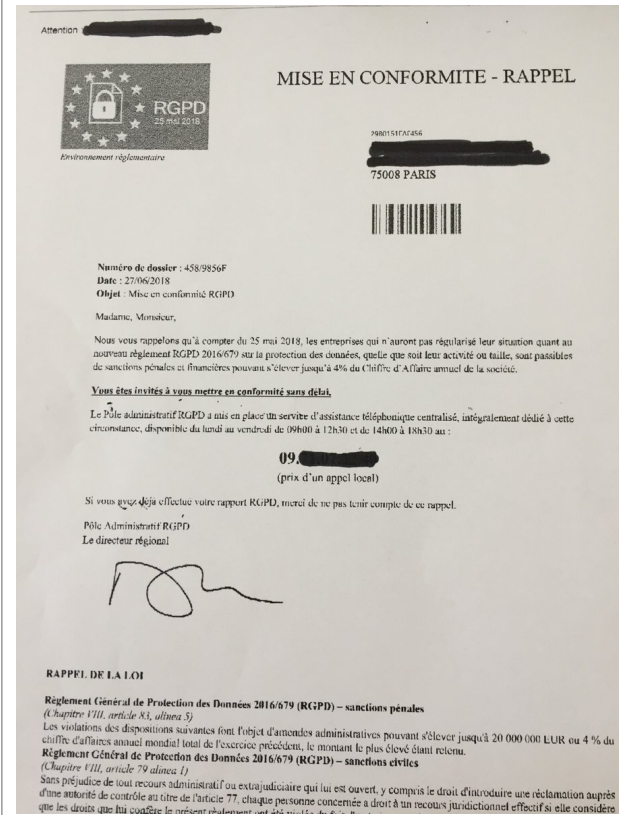 Attention
RGPD
25 mai 2018
Environnement règlementaire
MISE EN CONFORMITE - RAPPEL
75008 PARIS
Numéro de dossier : 458/9856F
Date : 27/06/2018
Objet : Mise en conformité RGPD
Madame, Monsieur,
Nous vous rappelons qu'à compter du 25 mai 2018, les entreprises qui n'auront pas régularisé leur situation quant au
nouveau règlement RGPD 2016/679 sur la protection des données, quelle que soit leur activité ou taille, sont passibles
de sanctions pénales et financières pouvant s'élever jusqu'à 4% du Chiffre d'Affaire annuel de la société.
Vous êtes invités à vous mettre en conformité sans délai,
Le Pôle administratif RGPD a mis en place un service d'assistance téléphonique centralisé, intégralement dédié à cette
circonstance, disponible du lundi au vendredi de 09h00 à 12h30 et de 14h00 à 18h30 au :
09.
(prix d'un appel local)
Si vous avez déjà effectué votre rapport RGPD, merci de ne pas tenir compte de ce rappel.
Pôle Administratif RGPD
Le directeur régional
RAPPEL DE LA LOI
Règlement Général de Protection des Données 2016/679 (RGPD) – sanctions pénales
(Chapitre VIII, article 83, alinea 5)
Les violations des dispositions suivantes font l'objet d'amendes administratives pouvant s'élever jusqu'à 20 000 000 EUR ou 4 % du
chiffre d'affaires annuel mondial total de l'exercice précédent, le montant le plus élevé étant retenu.
Règlement Général de Protection des Données 2016/679 (RGPD) – sanctions civiles
(Chapitre VIII, article 79 alinea 1)
Sans préjudice de tout recours administratif ou extrajudiciaire qui lui est ouvert, y compris le droit d'introduire une réclamation auprès
d'une autorité de contrôle au titre de l'article 77, chaque personne concernée a droit à un recours juridictionnel effectif si elle considère
que les droits que lui confère le présent règlement ont été